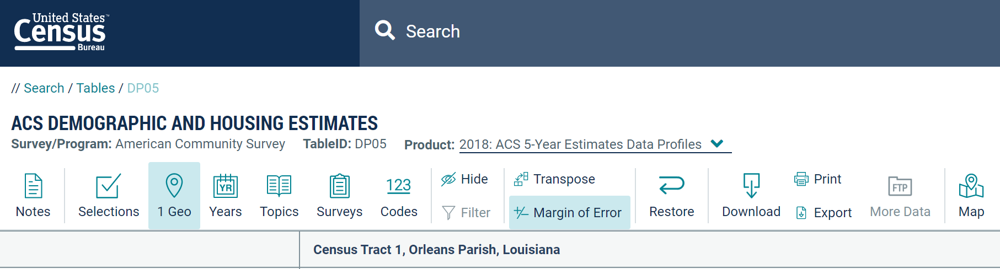 United States™
Census
Bureau
Search
// Search / Tables / DP05
ACS DEMOGRAPHIC AND HOUSING ESTIMATES
Survey/Program: American Community Survey TableID: DP05 Product: 2018: ACS 5-Year Estimates Data Profiles
Notes
Selections
1 Geo
YR
Years
Topics
Surveys
123
Codes
Hide
Filter
Transpose
+/- Margin of Error
Restore
Download
Print
Export
FTP
More Data
Map
Census Tract 1, Orleans Parish, Louisiana